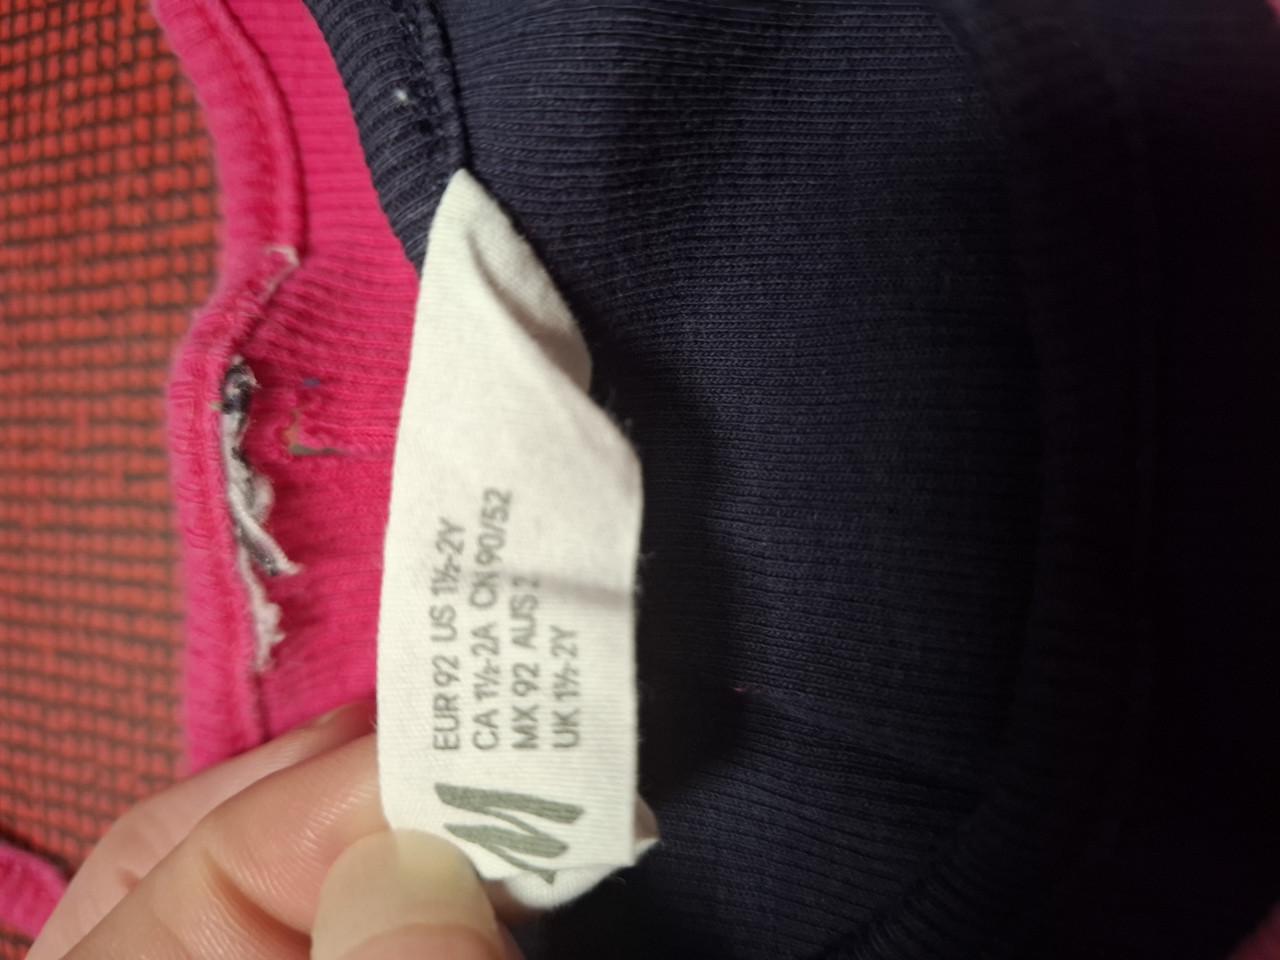 EUR 92 US 1½-2Y
CA 1½-2A CN 90/52
MX 92 AUS 2
UK 1½-2Y